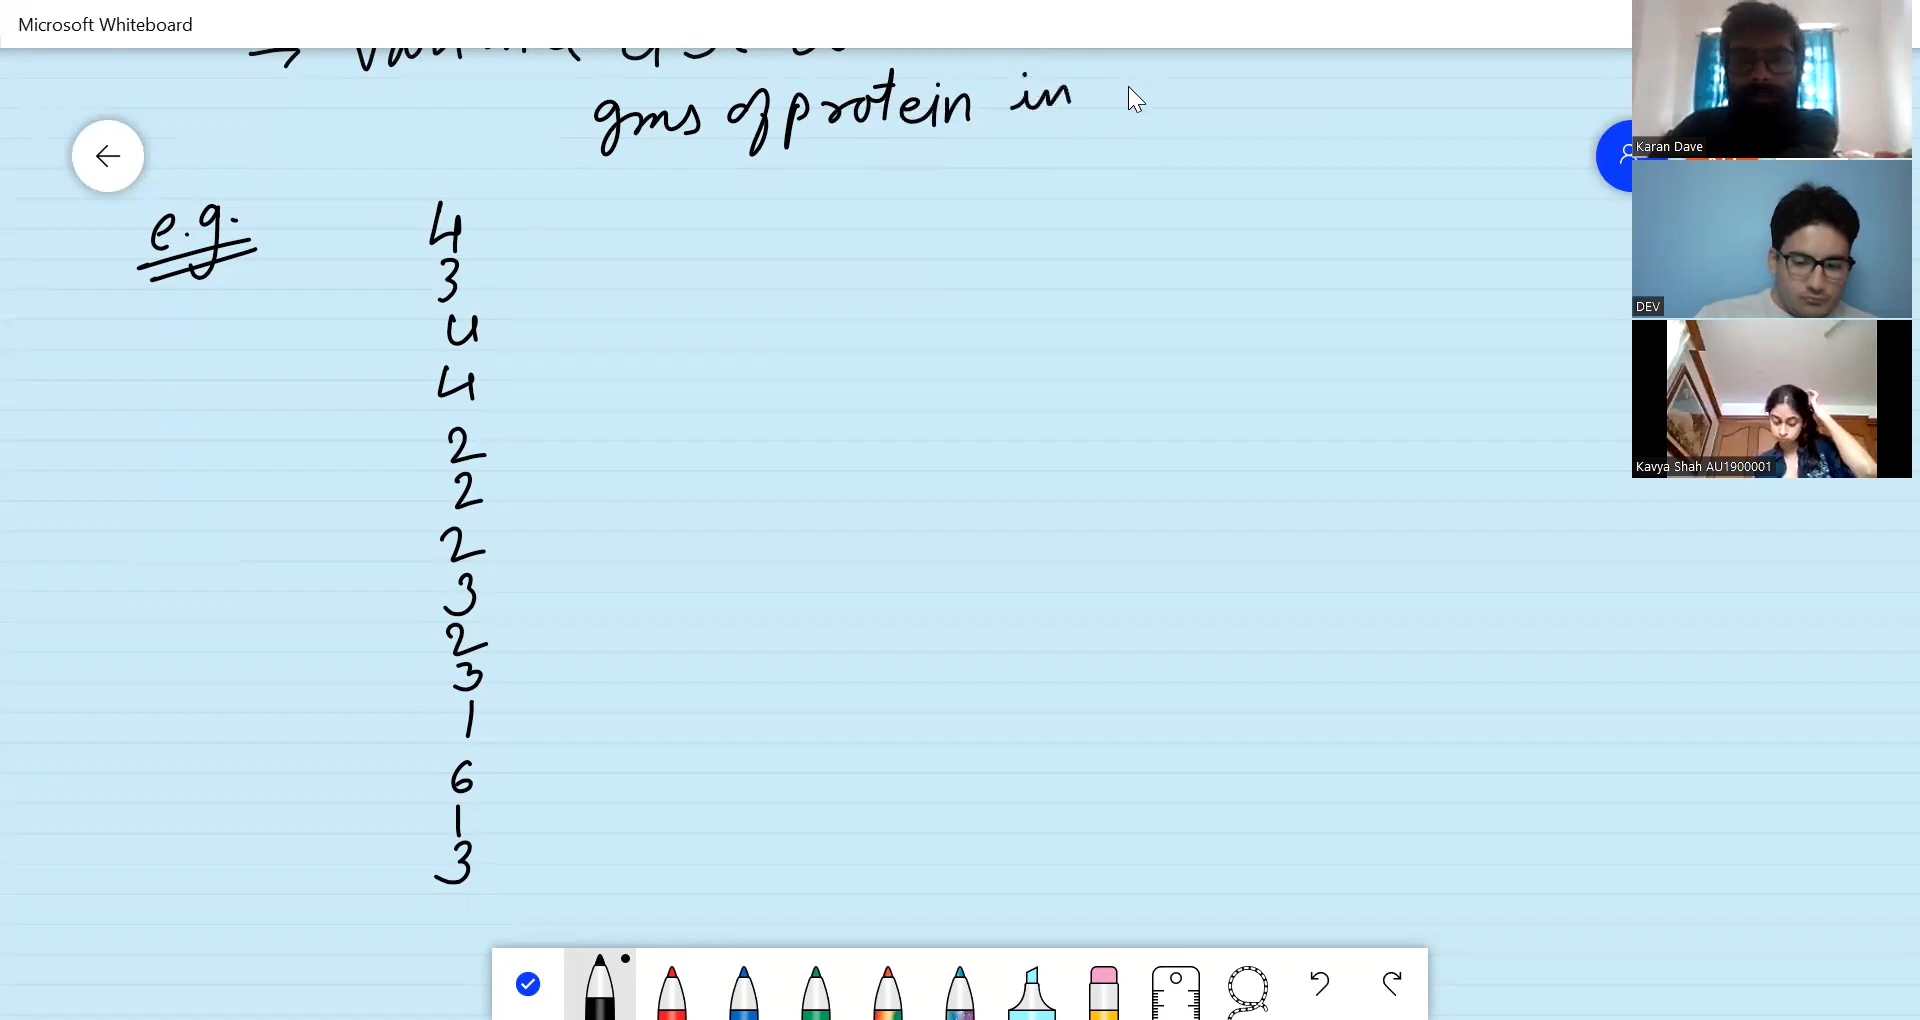 Microsoft Whiteboard
gms of protein in
e.g.
4
3
4
4
2
2
2
3
2
3
1
6
1
3
Karan Dave
DEV
Kavya Shah AU1900001